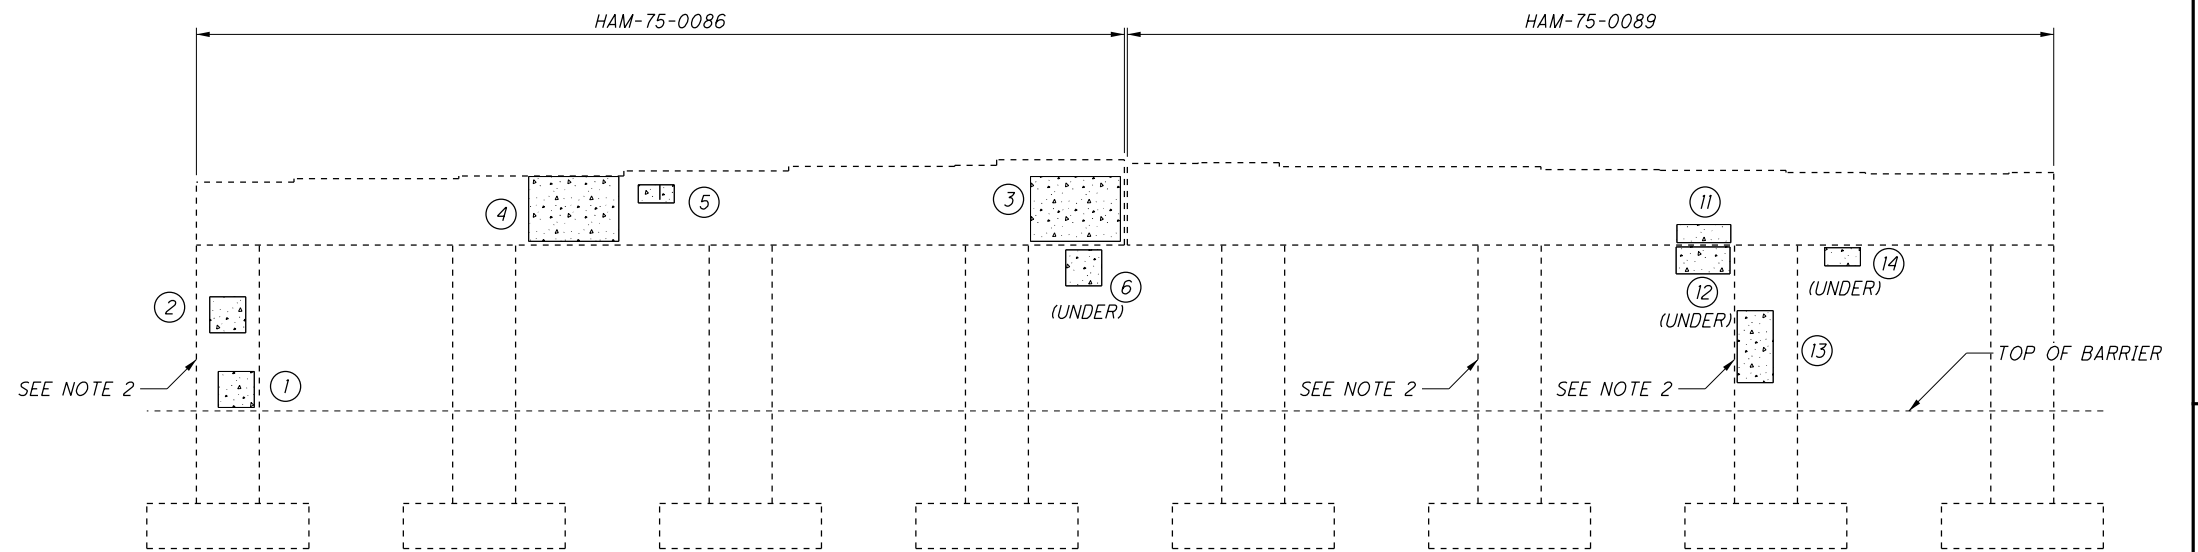 HAM-75-0086
HAM-75-0089
4
5
3
11
6
(UNDER)
12
(UNDER)
14
(UNDER)
2
1
13
SEE NOTE 2
SEE NOTE 2
SEE NOTE 2
TOP OF BARRIER